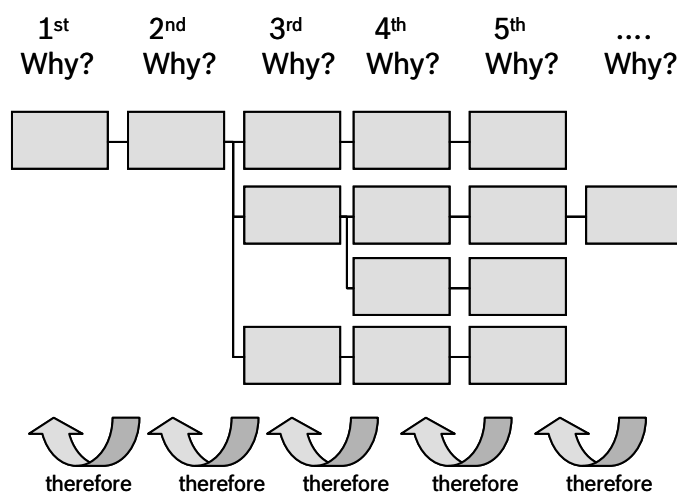 1st 2nd 3rd 4th 5th ....
Why? Why? Why? Why? Why? Why?
therefore therefore therefore therefore therefore